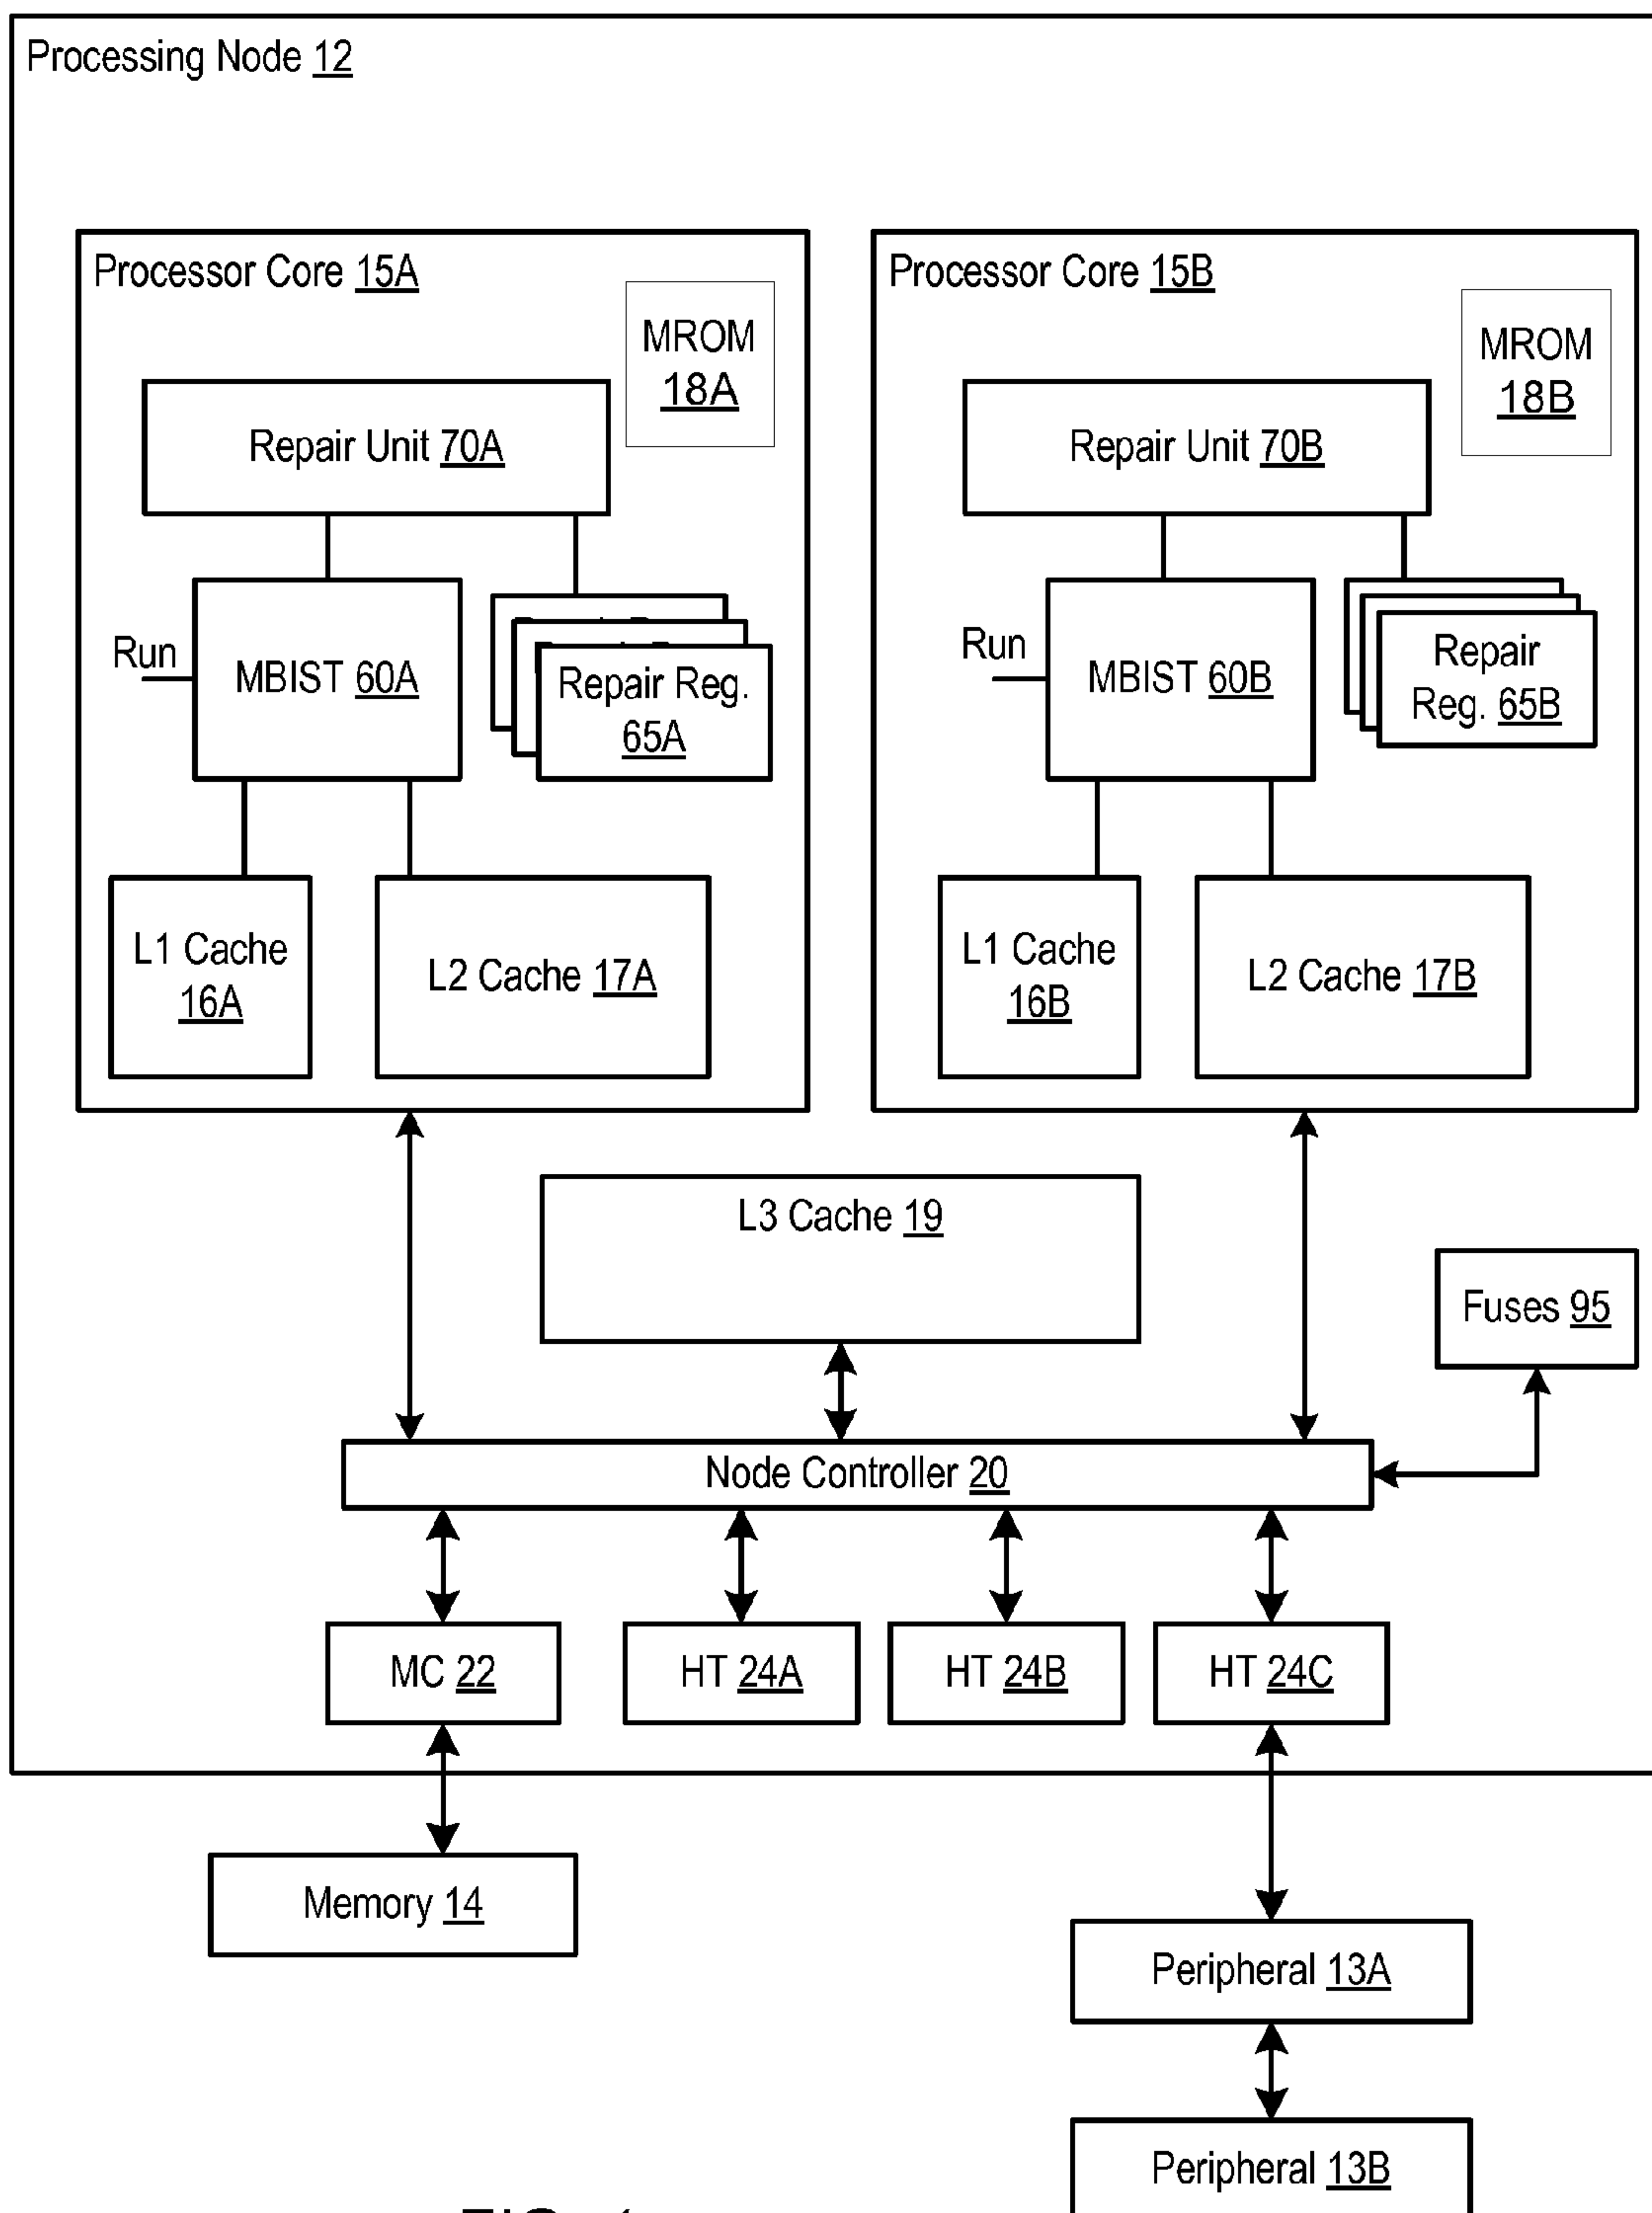 Processing Node 12
Processor Core 15A
MROM
18A
Repair Unit 70A
Run
MBIST 60A
Repair Reg.
65A
L1 Cache
16A
L2 Cache 17A
Processor Core 15B
MROM
18B
Repair Unit 70B
Run
MBIST 60B
Repair
Reg. 65B
L1 Cache
16B
L2 Cache 17B
L3 Cache 19
Fuses 95
Node Controller 20
MC 22
HT 24A
HT 24B
HT 24C
Memory 14
Peripheral 13A
Peripheral 13B